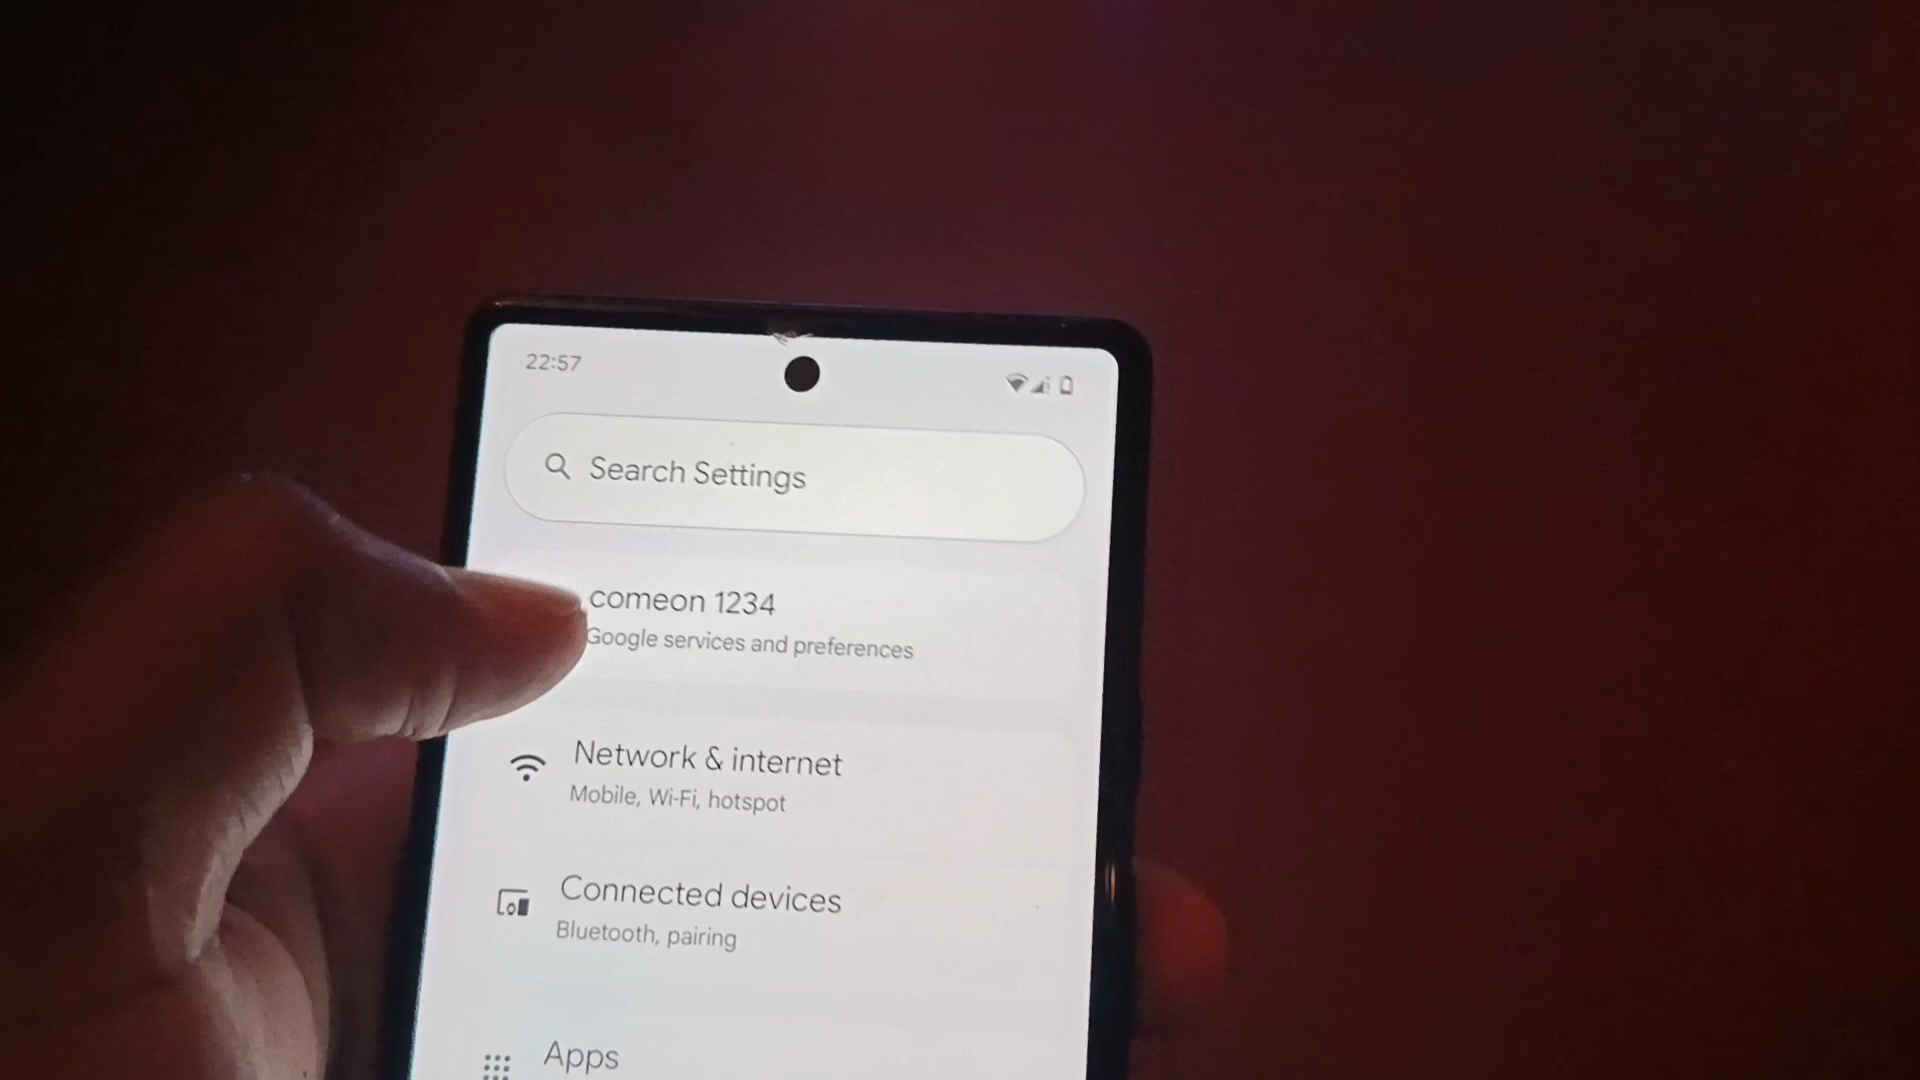 22:57
Search Settings
comeon 1234
Google services and preferences
Network & internet
Mobile, Wi-Fi, hotspot
Connected devices
Bluetooth, pairing
Apps